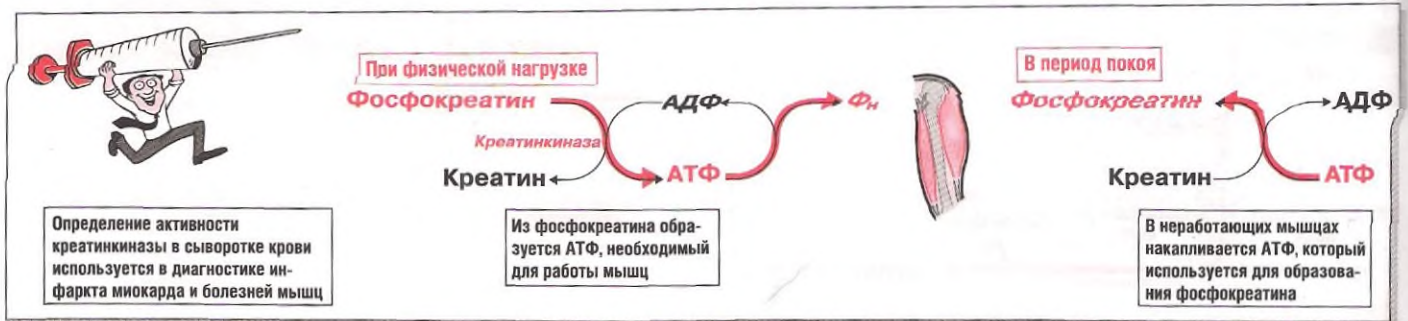 При физической нагрузке
Фосфокреатин
АДФ
Фн
Креатинкиназа
Креатин
АТФ
В период покоя
Фосфокреатин
АДФ
Креатин
АТФ
Определение активности
креатинкиназы в сыворотке крови
используется в диагностике ин-
фаркта миокарда и болезней мышц
Из фосфокреатина обра-
зуется АТФ, необходимый
для работы мышц
В неработающих мышцах
накапливается АТФ, который
используется для образова-
ния фосфокреатина